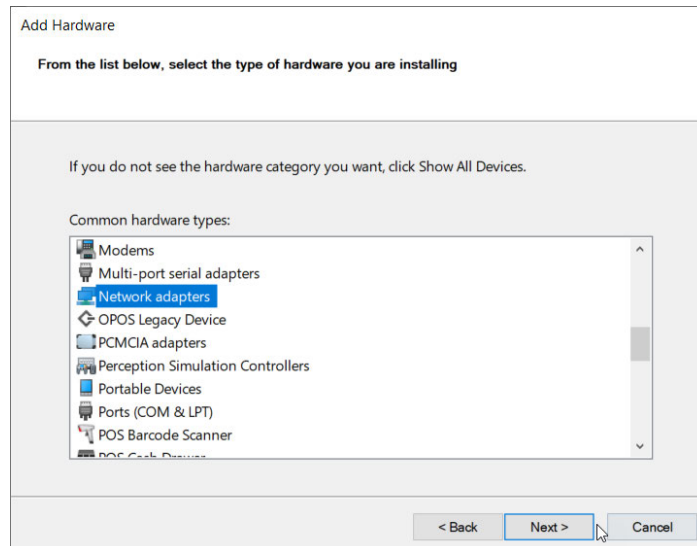 Add Hardware
From the list below, select the type of hardware you are installing
If you do not see the hardware category you want, click Show All Devices.
Common hardware types:
Modems
Multi-port serial adapters
Network adapters
OPOS Legacy Device
PCMCIA adapters
Perception Simulation Controllers
Portable Devices
Ports (COM & LPT)
POS Barcode Scanner
POS Cash Drawer
< Back Next > Cancel